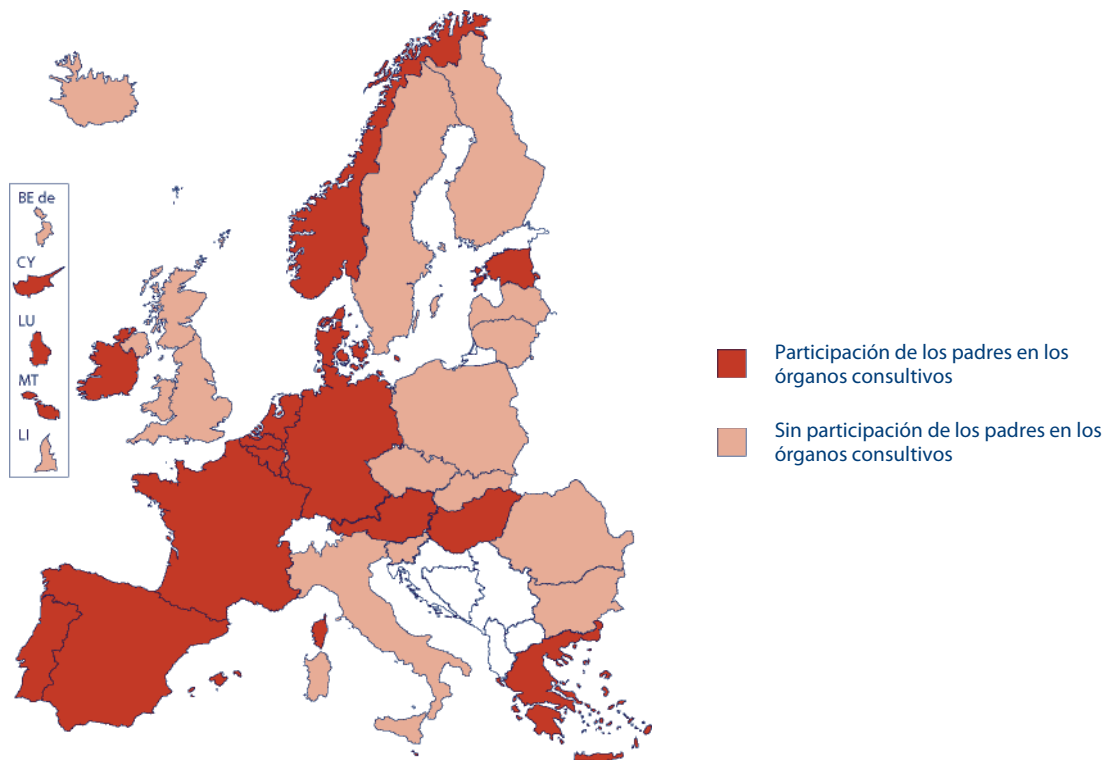 BE de
CY
LU
MT
LI
Participación de los padres en los
órganos consultivos
Sin participación de los padres en los
órganos consultivos